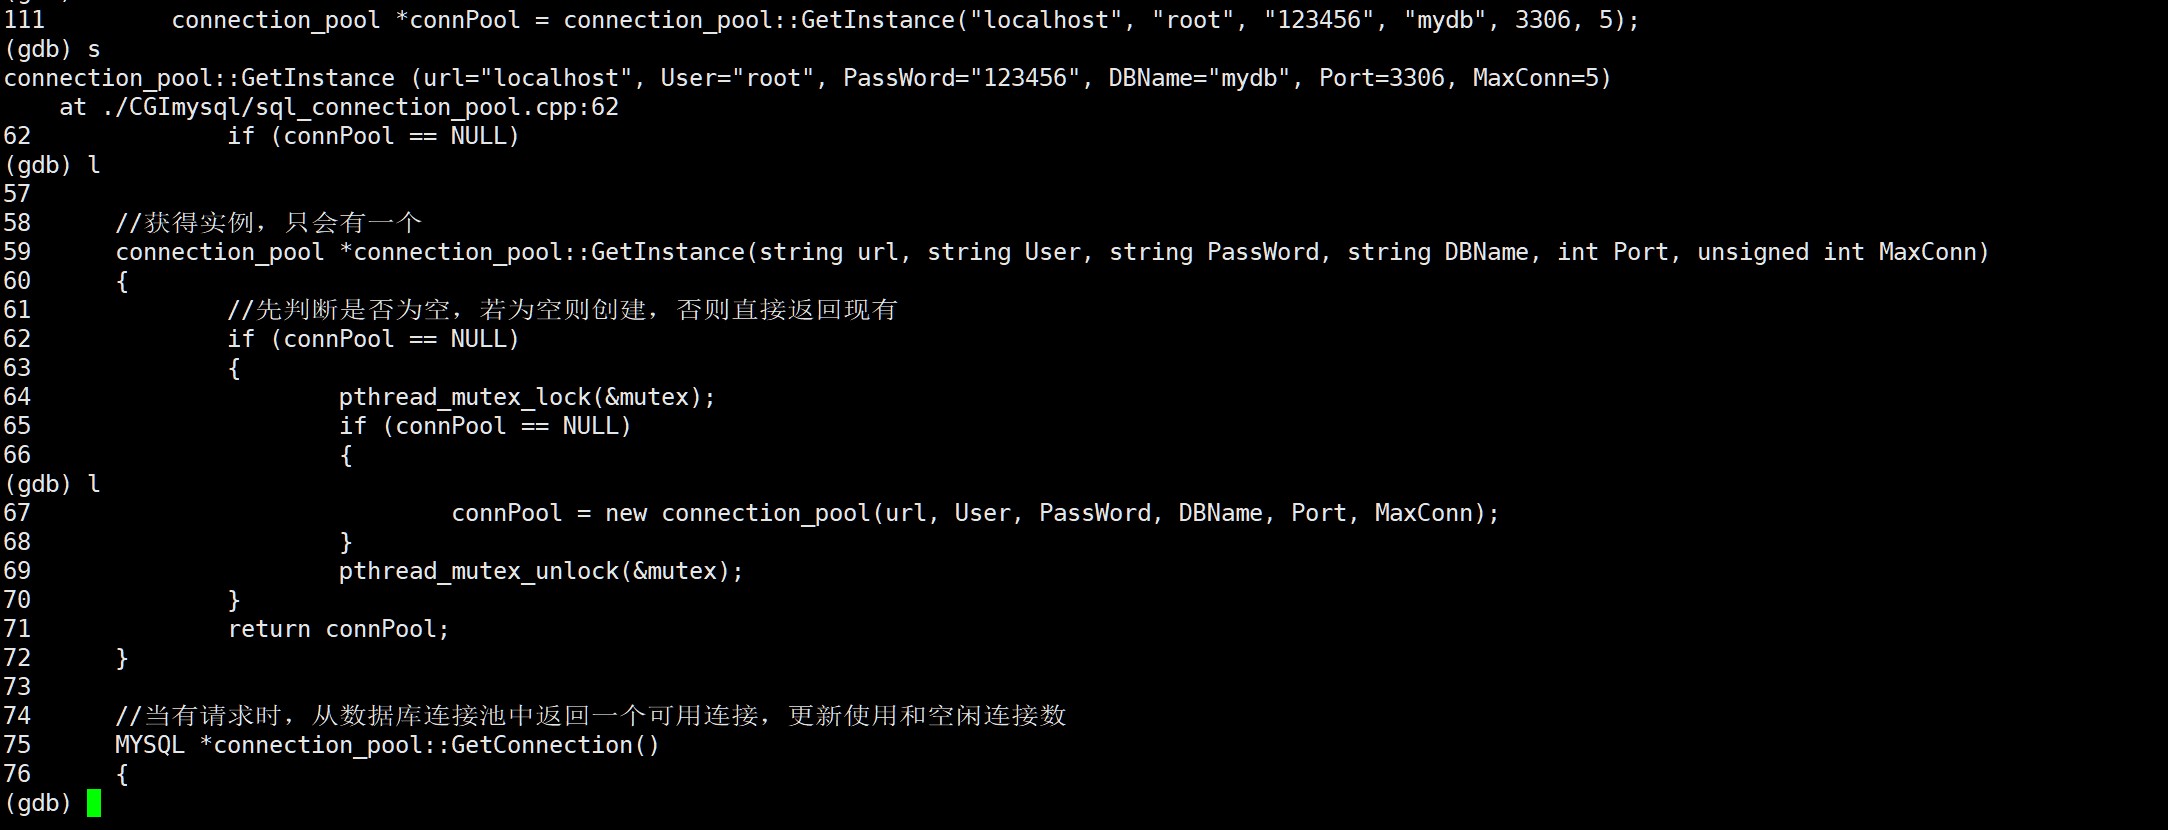 111         connection_pool *connPool = connection_pool::GetInstance("localhost", "root", "123456", "mydb", 3306, 5);
(gdb) s
connection_pool::GetInstance (url="localhost", User="root", PassWord="123456", DBName="mydb", Port=3306, MaxConn=5)
    at ./CGImysql/sql_connection_pool.cpp:62
62              if (connPool == NULL)
(gdb) l
57
58      //获得实例，只会有一个
59      connection_pool *connection_pool::GetInstance(string url, string User, string PassWord, string DBName, int Port, unsigned int MaxConn)
60      {
61              //先判断是否为空，若为空则创建，否则直接返回现有
62              if (connPool == NULL)
63              {
64                      pthread_mutex_lock(&mutex);
65                      if (connPool == NULL)
66                      {
(gdb) l
67                              connPool = new connection_pool(url, User, PassWord, DBName, Port, MaxConn);
68                      }
69                      pthread_mutex_unlock(&mutex);
70              }
71              return connPool;
72      }
73
74      //当有请求时，从数据库连接池中返回一个可用连接，更新使用和空闲连接数
75      MYSQL *connection_pool::GetConnection()
76      {
(gdb)